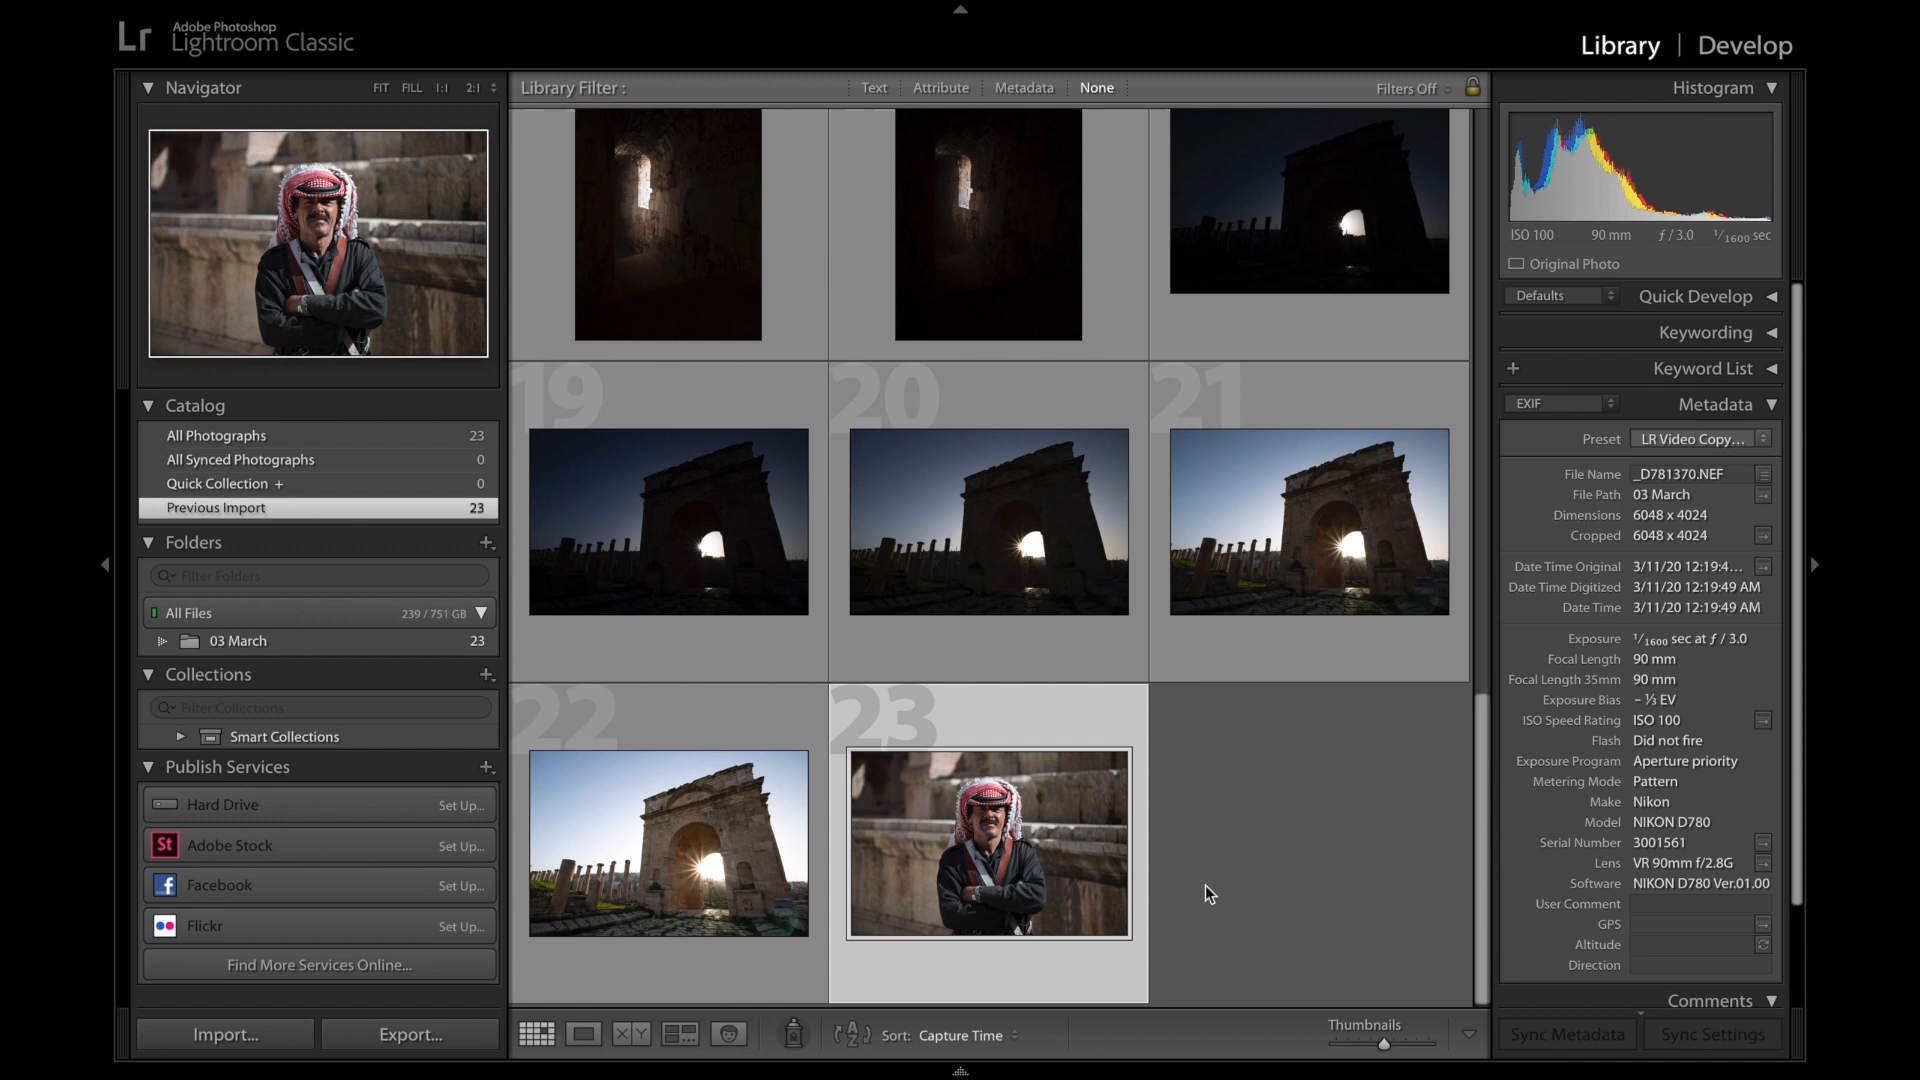 Lr Adobe Photoshop
Lightroom Classic
Library | Develop
Navigator FIT FILL 1:1 2:1
Library Filter : Text Attribute Metadata None Filters Off
Histogram
ISO 100 90 mm ƒ / 3.0 1/1600 sec
Original Photo
Defaults Quick Develop
Keywording
+ Keyword List
EXIF Metadata
Preset LR Video Copy...
File Name _D781370.NEF
File Path 03 March
Dimensions 6048 x 4024
Cropped 6048 x 4024
Date Time Original 3/11/20 12:19:4...
Date Time Digitized 3/11/20 12:19:49 AM
Date Time 3/11/20 12:19:49 AM
Exposure 1/1600 sec at ƒ / 3.0
Focal Length 90 mm
Focal Length 35mm 90 mm
Exposure Bias – ⅓ EV
ISO Speed Rating ISO 100
Flash Did not fire
Exposure Program Aperture priority
Metering Mode Pattern
Make Nikon
Model NIKON D780
Serial Number 3001561
Lens VR 90mm f/2.8G
Software NIKON D780 Ver.01.00
User Comment
GPS
Altitude
Direction
Comments
Sync Metadata Sync Settings
Catalog
All Photographs 23
All Synced Photographs 0
Quick Collection + 0
Previous Import 23
Folders +
Filter Folders
All Files 239 / 751 GB
03 March 23
Collections +
Filter Collections
Smart Collections
Publish Services +
Hard Drive Set Up...
St Adobe Stock Set Up...
f Facebook Set Up...
Flickr Set Up...
Find More Services Online...
Import... Export...
19 20 21
22 23
X Y
A Z Sort: Capture Time
Thumbnails